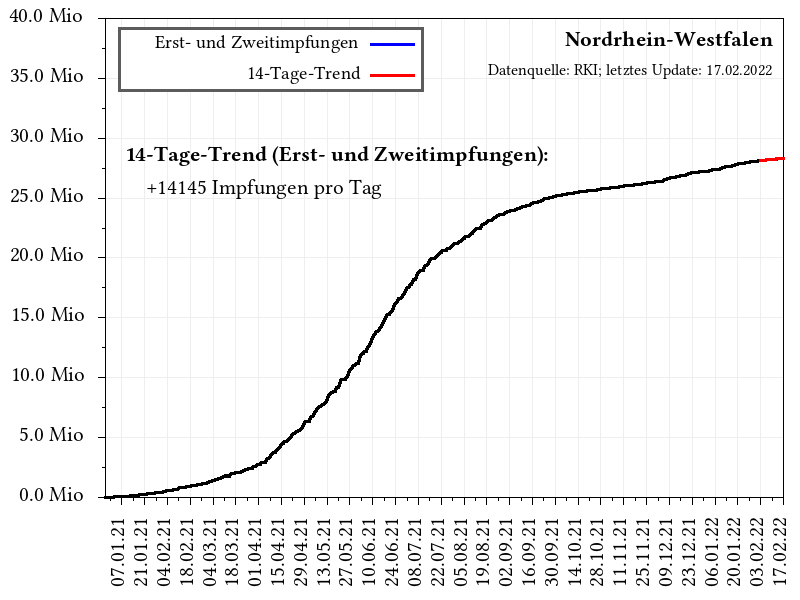 40.0 Mio
35.0 Mio
30.0 Mio
25.0 Mio
20.0 Mio
15.0 Mio
10.0 Mio
5.0 Mio
0.0 Mio
Erst- und Zweitimpfungen
14-Tage-Trend
Nordrhein-Westfalen
Datenquelle: RKI; letztes Update: 17.02.2022
14-Tage-Trend (Erst- und Zweitimpfungen):
+14145 Impfungen pro Tag
07.01.21
21.01.21
04.02.21
18.02.21
04.03.21
18.03.21
01.04.21
15.04.21
29.04.21
13.05.21
27.05.21
10.06.21
24.06.21
08.07.21
22.07.21
05.08.21
19.08.21
02.09.21
16.09.21
30.09.21
14.10.21
28.10.21
11.11.21
25.11.21
09.12.21
23.12.21
06.01.22
20.01.22
03.02.22
17.02.22